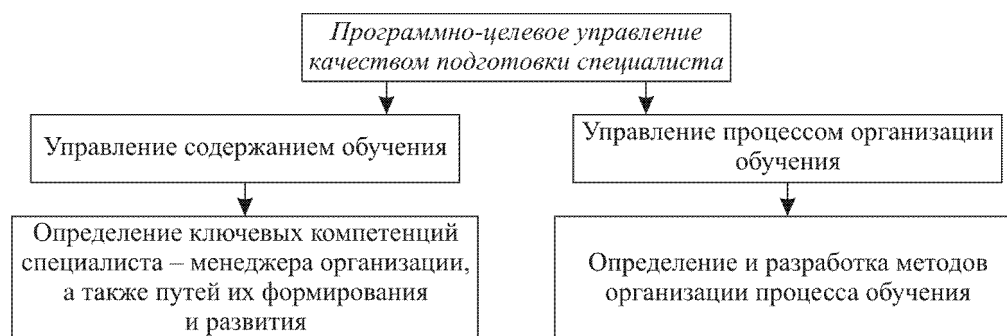 Программно-целевое управление
качеством подготовки специалиста
Управление содержанием обучения
Управление процессом организации
обучения
Определение ключевых компетенций
специалиста – менеджера организации,
а также путей их формирования
и развития
Определение и разработка методов
организации процесса обучения